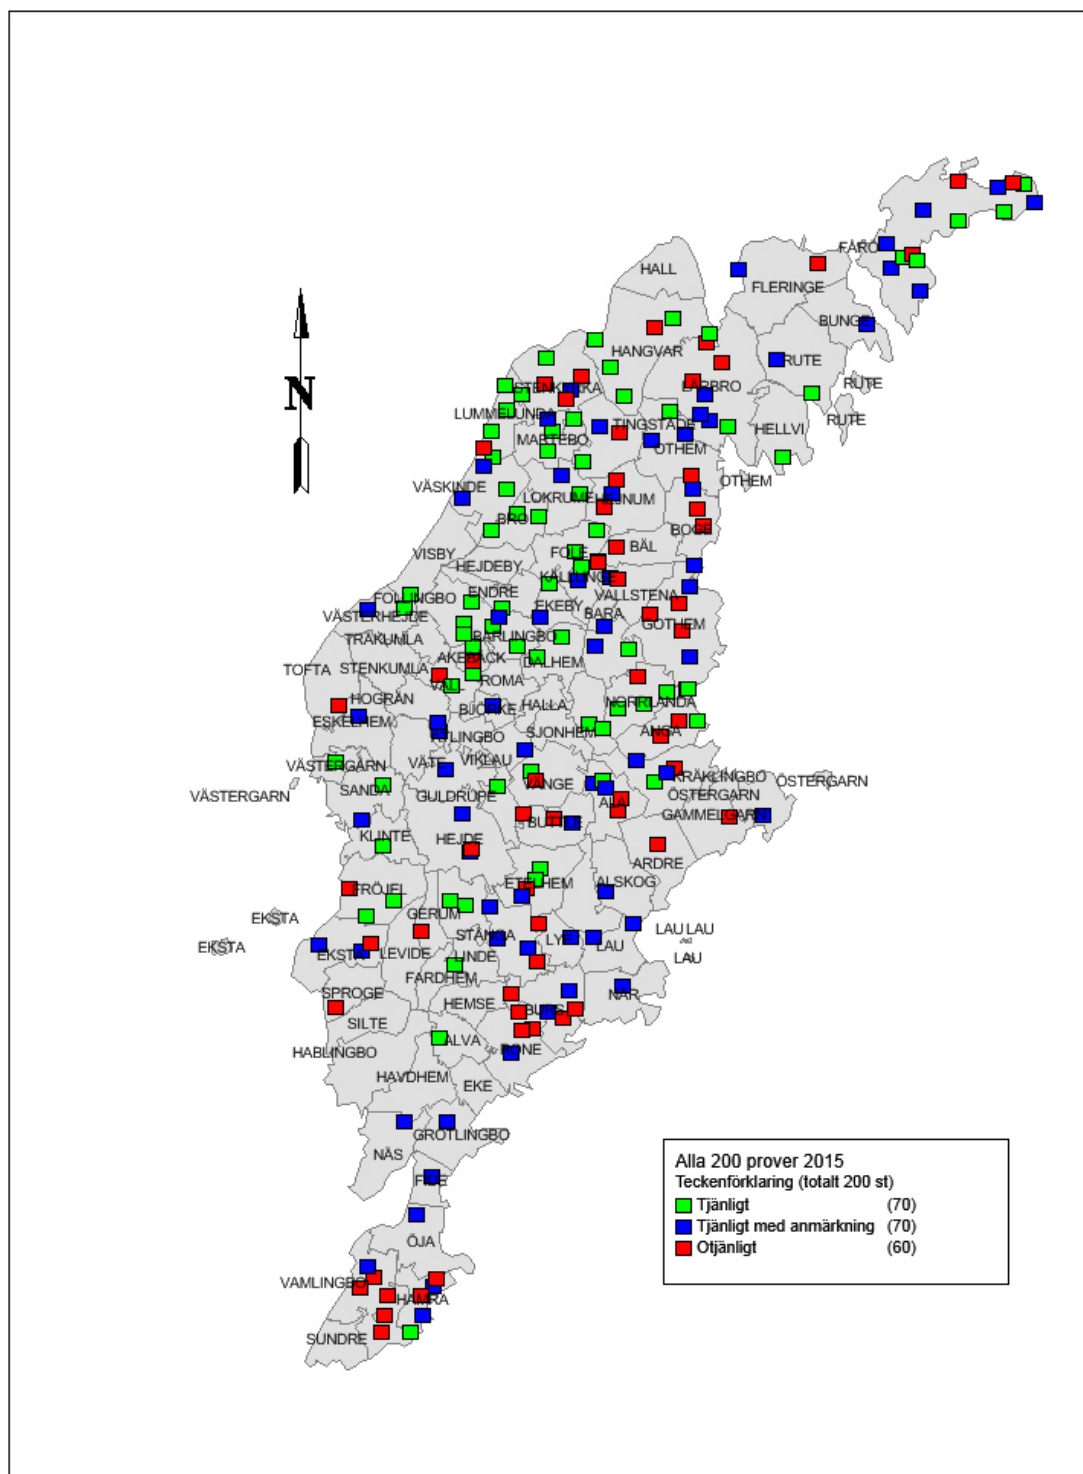 FÅRÖ
HALL
FLERINGE
BUNGE
HANGVAR
RUTE
STENKYRKA
LÄRBRO
RUTE
N
LUMMELUNDA
RUTE
TINGSTÄDE
HELLVI
MARTEBO
OTHEM
OTHEM
VÄSKINDE
LOKRUME
HEJNUM
BRO
BOGE
VISBY
FOLE
BÄL
HEJDEBY
KÄLLUNGE
ENDRE
VALLSTENA
FOLLINGBO
EKEBY
BARA
VÄSTERHEJDE
GOTHEM
TRÄKUMLA
BARLINGBO
AKEBÄCK
DALHEM
TOFTA
STENKUMLA
ROMA
VALL
HOGRÄN
HALLA
NORRLANDA
BJÖRKE
ESKELHEM
SJONHEM
ANGA
ATLINGBO
VÄTE
VIKLAU
VÄSTERGARN
KRÄKLINGBO
ÖSTERGARN
VÄNGE
SANDA
ÖSTERGARN
VÄSTERGARN
GULDRUPE
ALA
GAMMELGARN
BUTTLE
KLINTE
HEJDE
ARDRE
ETELHEM
ALSKOG
FRÖJEL
GERUM
EKSTA
LAU
LAU
STÅNGA
LYE
LAU
EKSTA
EKSTA
LEVIDE
LINDE
LAU
FARDHEM
SPROGE
HEMSE
NÄR
BURS
SILTE
ALVA
RONE
HABLINGBO
HAVDHEM
EKE
GRÖTLINGBO
NÄS
FIDE
Alla 200 prover 2015
Teckenförklaring (totalt 200 st)
Tjänligt (70)
Tjänligt med anmärkning (70)
Otjänligt (60)
ÖJA
VAMLINGBO
HAMRA
SUNDRE